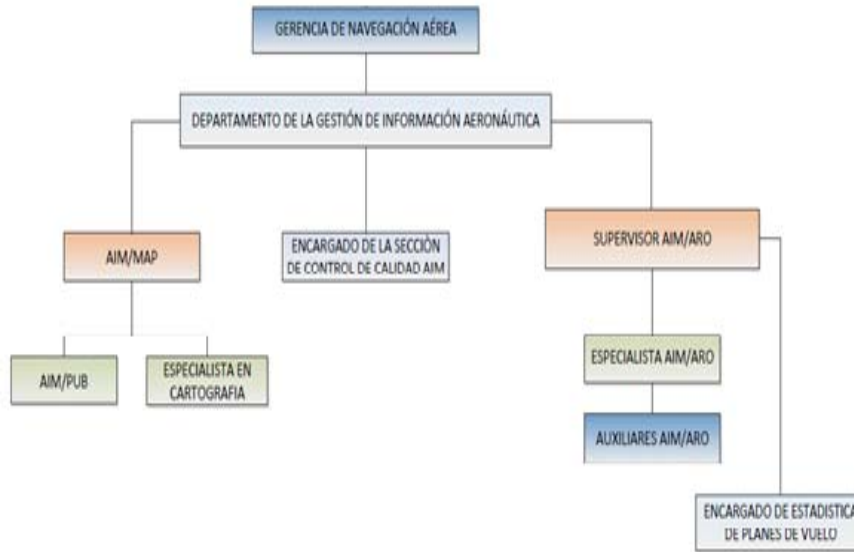 GERENCIA DE NAVEGACIÓN AÉREA
DEPARTAMENTO DE LA GESTIÓN DE INFORMACIÓN AERONÁUTICA
AIM/MAP
ENCARGADO DE LA SECCIÓN
DE CONTROL DE CALIDAD AIM
SUPERVISOR AIM/ARO
AIM/PUB
ESPECIALISTA EN
CARTOGRAFIA
ESPECIALISTA AIM/ARO
AUXILIARES AIM/ARO
ENCARGADO DE ESTADISTICA
DE PLANES DE VUELO